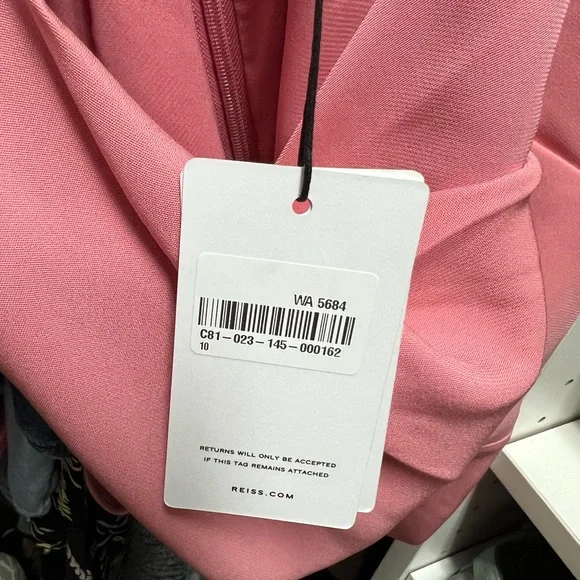 WA 5684
C81-023-145-000162
10
RETURNS WILL ONLY BE ACCEPTED
IF THIS TAG REMAINS ATTACHED
REISS.COM